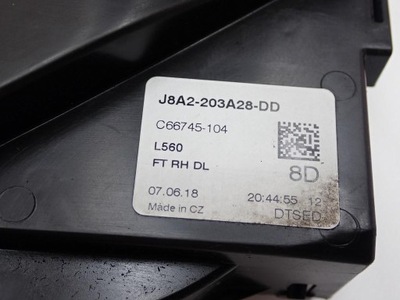 J8A2-203A28-DD
C66745-104
L560
FT RH DL
8D
07.06.18 20:44:55 12
Made in CZ DTSED